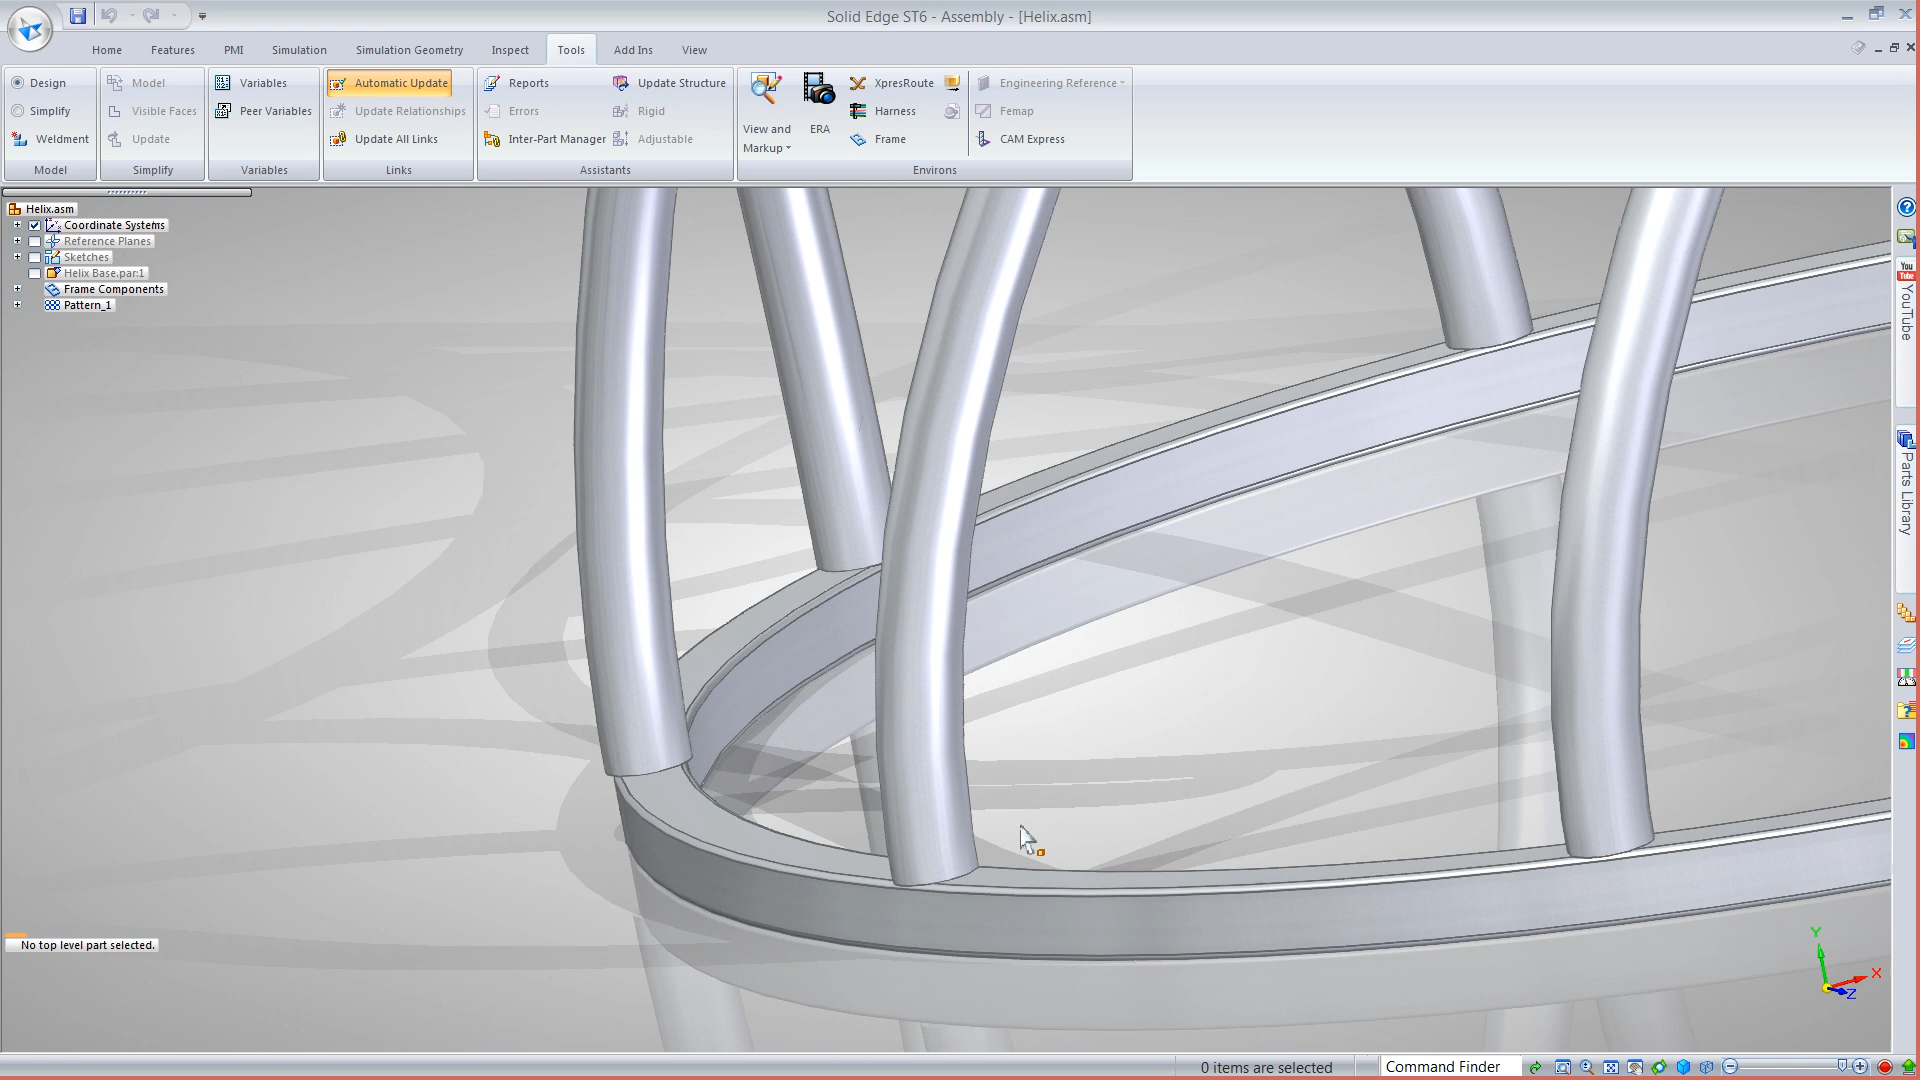 Solid Edge ST6 - Assembly - [Helix.asm]
Home Features PMI Simulation Simulation Geometry Inspect Tools Add Ins View
Design
Simplify
Weldment
Model
Model
Visible Faces
Update
Simplify
Variables
Peer Variables
Variables
Automatic Update
Update Relationships
Update All Links
Links
Reports
Errors
Inter-Part Manager
Update Structure
Rigid
Adjustable
Assistants
View and
Markup
ERA
XpresRoute
Harness
Frame
Engineering Reference
Femap
CAM Express
Environs
Helix.asm
Coordinate Systems
Reference Planes
Sketches
Helix Base.par:1
Frame Components
Pattern_1
You
Tube
YouTube
Parts Library
No top level part selected.
Y
X
Z
0 items are selected
Command Finder